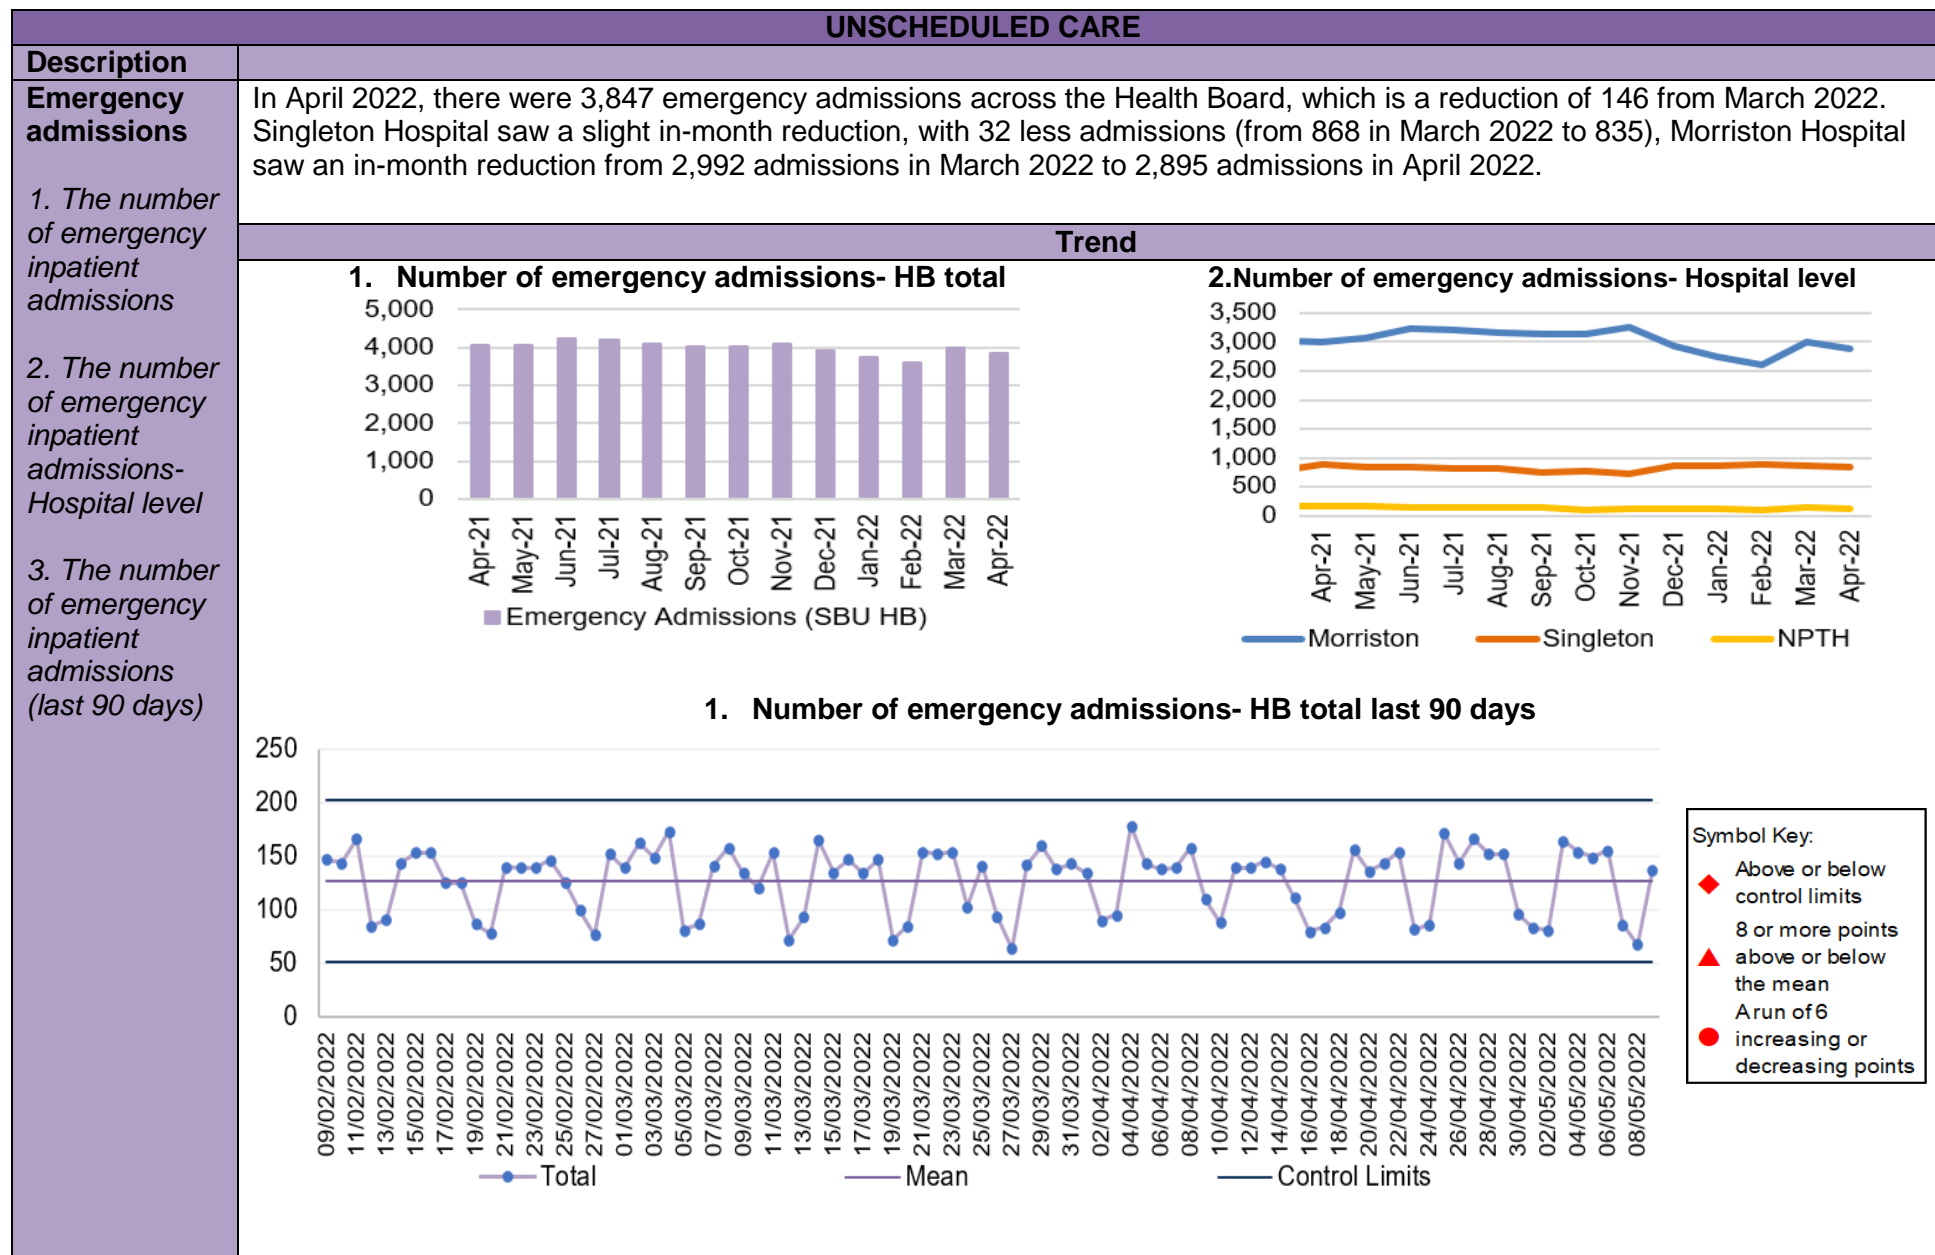 UNSCHEDULED CARE
Description
Emergency
admissions
1. The number
of emergency
inpatient
admissions
2. The number
of emergency
inpatient
admissions-
Hospital level
3. The number
of emergency
inpatient
admissions
(last 90 days)
In April 2022, there were 3,847 emergency admissions across the Health Board, which is a reduction of 146 from March 2022.
Singleton Hospital saw a slight in-month reduction, with 32 less admissions (from 868 in March 2022 to 835), Morriston Hospital
saw an in-month reduction from 2,992 admissions in March 2022 to 2,895 admissions in April 2022.
Trend
1. Number of emergency admissions- HB total
5,000
4,000
3,000
2,000
1,000
0
Apr-21
May-21
Jun-21
Jul-21
Aug-21
Sep-21
Oct-21
Nov-21
Dec-21
Jan-22
Feb-22
Mar-22
Apr-22
Emergency Admissions (SBU HB)
2.Number of emergency admissions- Hospital level
3,500
3,000
2,500
2,000
1,500
1,000
500
0
Apr-21
May-21
Jun-21
Jul-21
Aug-21
Sep-21
Oct-21
Nov-21
Dec-21
Jan-22
Feb-22
Mar-22
Apr-22
Morriston
Singleton
NPTH
1. Number of emergency admissions- HB total last 90 days
250
200
150
100
50
0
09/02/2022
11/02/2022
13/02/2022
15/02/2022
17/02/2022
19/02/2022
21/02/2022
23/02/2022
25/02/2022
27/02/2022
01/03/2022
03/03/2022
05/03/2022
07/03/2022
09/03/2022
11/03/2022
13/03/2022
15/03/2022
17/03/2022
19/03/2022
21/03/2022
23/03/2022
25/03/2022
27/03/2022
29/03/2022
31/03/2022
02/04/2022
04/04/2022
06/04/2022
08/04/2022
10/04/2022
12/04/2022
14/04/2022
16/04/2022
18/04/2022
20/04/2022
22/04/2022
24/04/2022
26/04/2022
28/04/2022
30/04/2022
02/05/2022
04/05/2022
06/05/2022
08/05/2022
Total
Mean
Control Limits
Symbol Key:
Above or below
control limits
8 or more points
above or below
the mean
A run of 6
increasing or
decreasing points